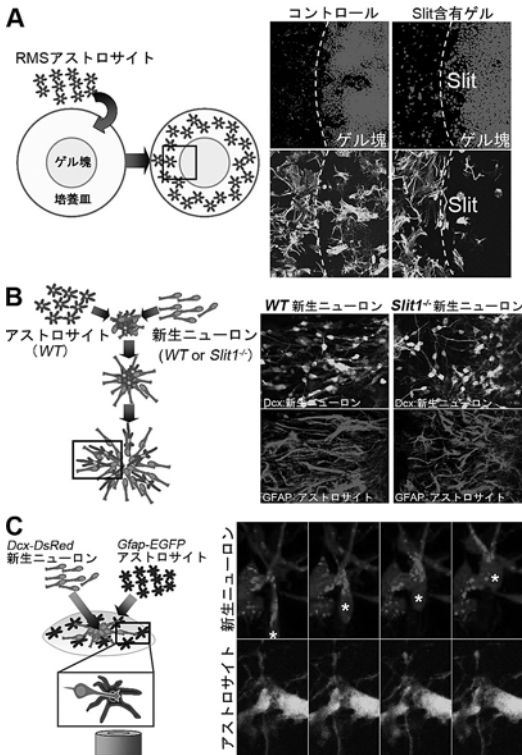 A
RMSアストロサイト
ゲル塊
培養皿
コントロール
Slit含有ゲル
ゲル塊
Slit
ゲル塊
Slit
B
アストロサイト
(WT)
新生ニューロン
(WT or Slit1-/-)
WT 新生ニューロン
Slit1-/- 新生ニューロン
Dcx:新生ニューロン
Dcx:新生ニューロン
GFAP:アストロサイト
GFAP:アストロサイト
C
Dcx-DsRed
新生ニューロン
Gfap-EGFP
アストロサイト
新生ニューロン
*
*
*
*
アストロサイト